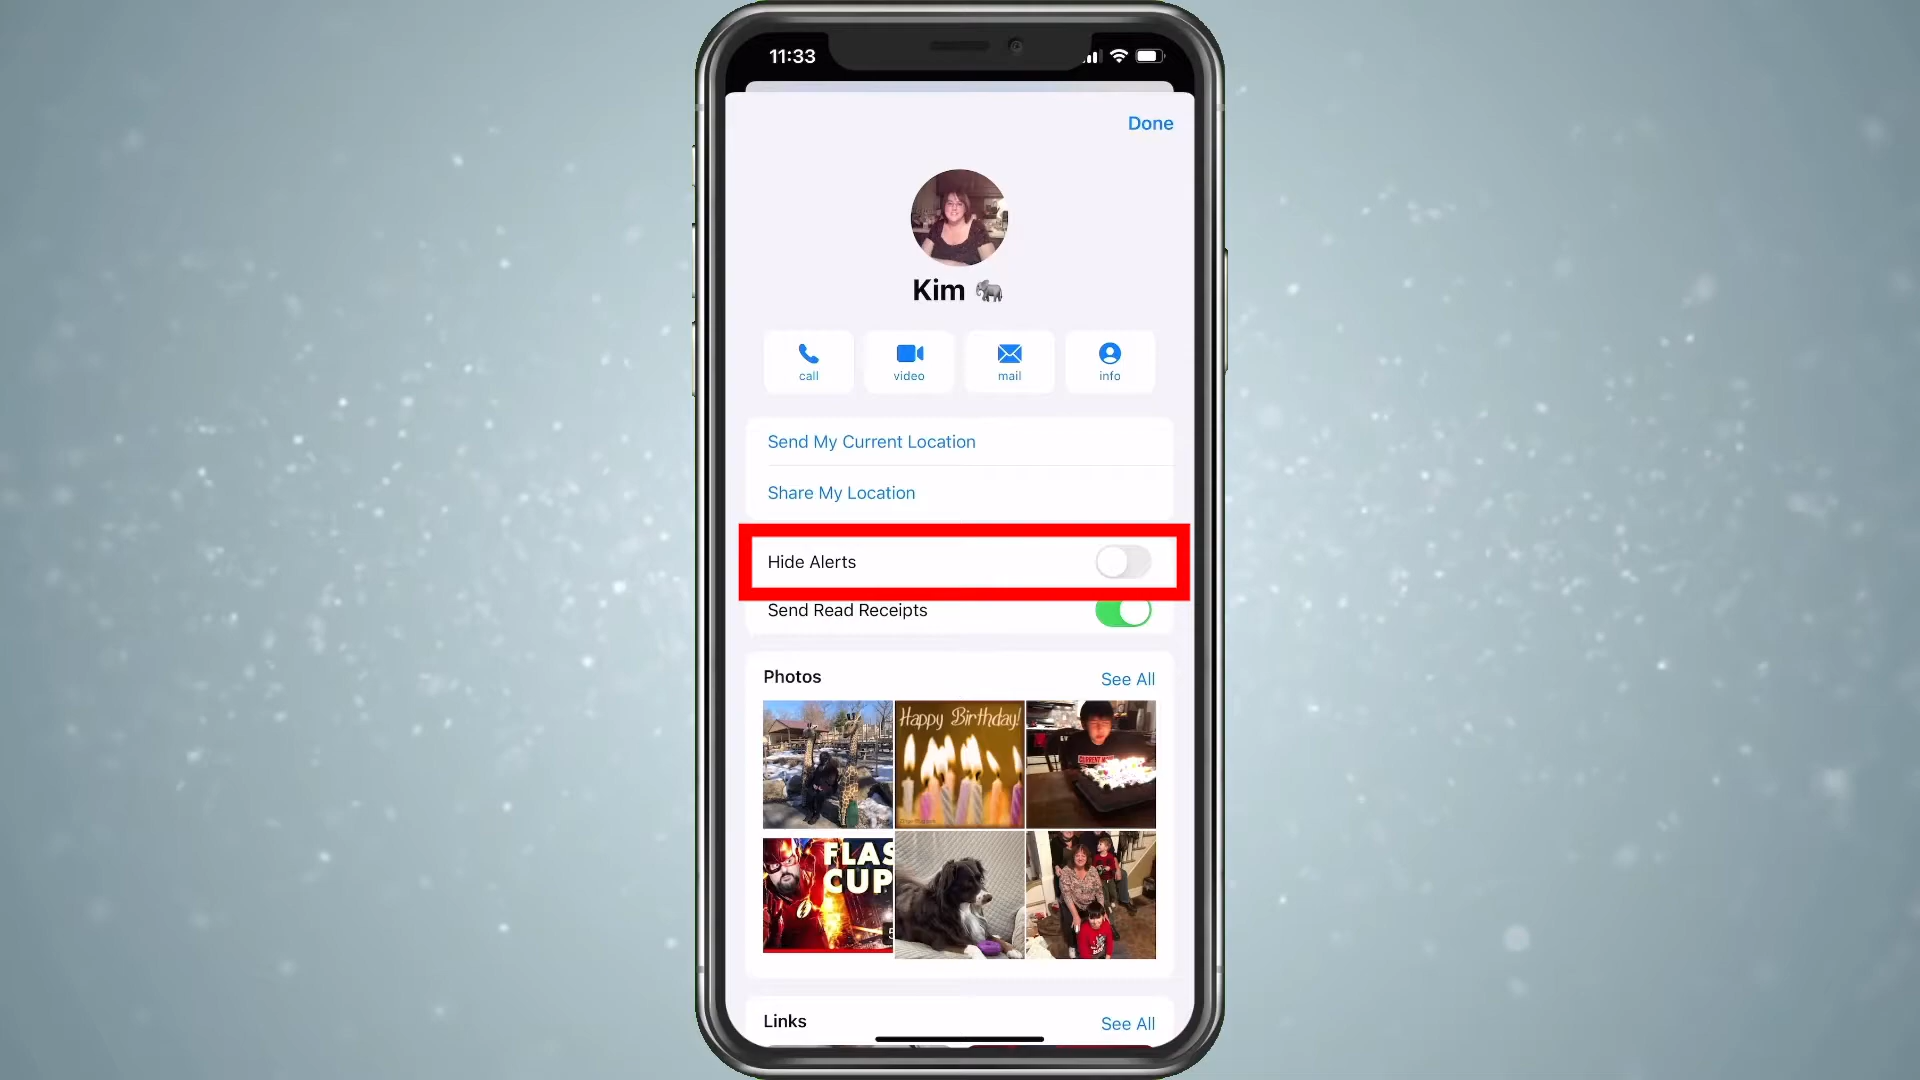 11:33
Done
Kim
call
video
mail
info
Send My Current Location
Share My Location
Hide Alerts
Send Read Receipts
Photos
See All
Happy Birthday!
FLAS
CUP
5
Links
See All